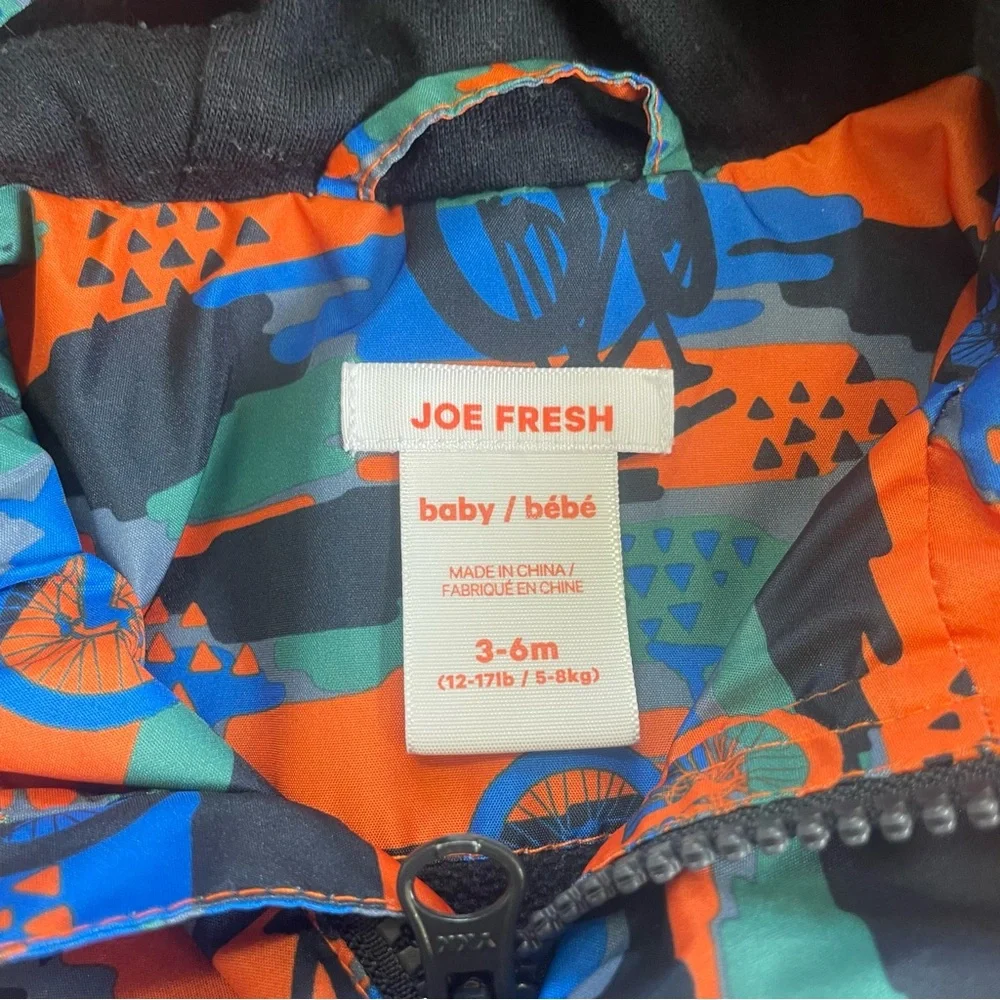 JOE FRESH
baby / bébé
MADE IN CHINA /
FABRIQUÉ EN CHINE
3-6m
(12-17lb / 5-8kg)